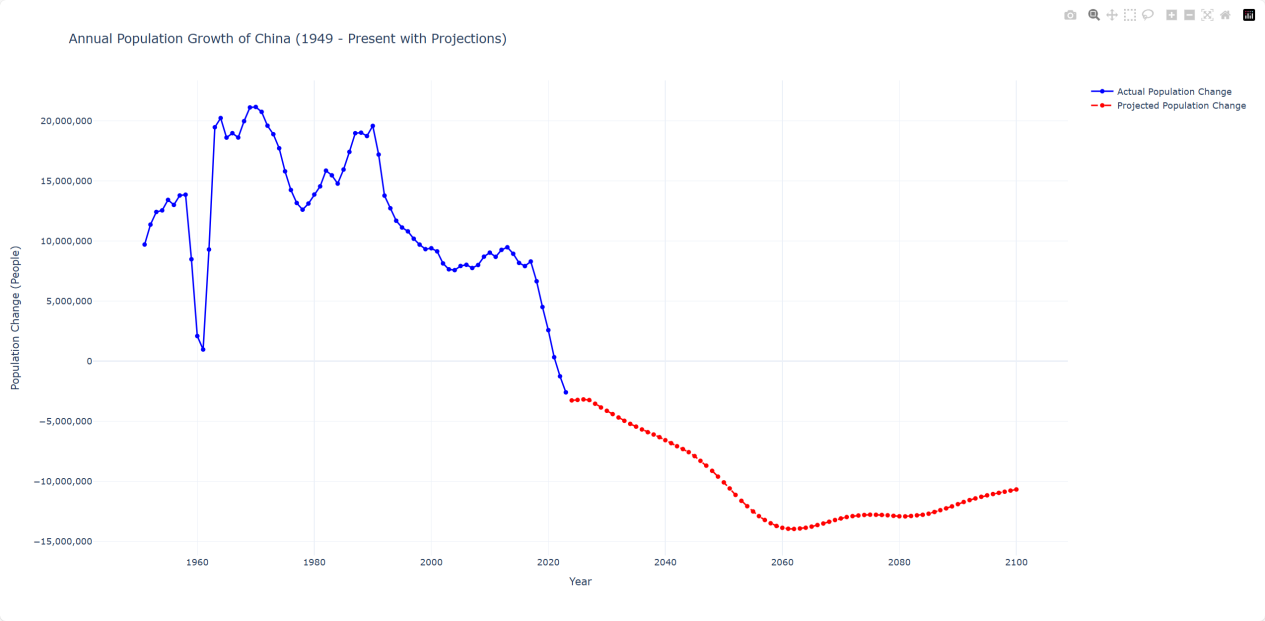 Annual Population Growth of China (1949 - Present with Projections)
Actual Population Change
Projected Population Change
20,000,000
15,000,000
10,000,000
5,000,000
0
−5,000,000
−10,000,000
−15,000,000
Population Change (People)
1960 1980 2000 2020 2040 2060 2080 2100
Year